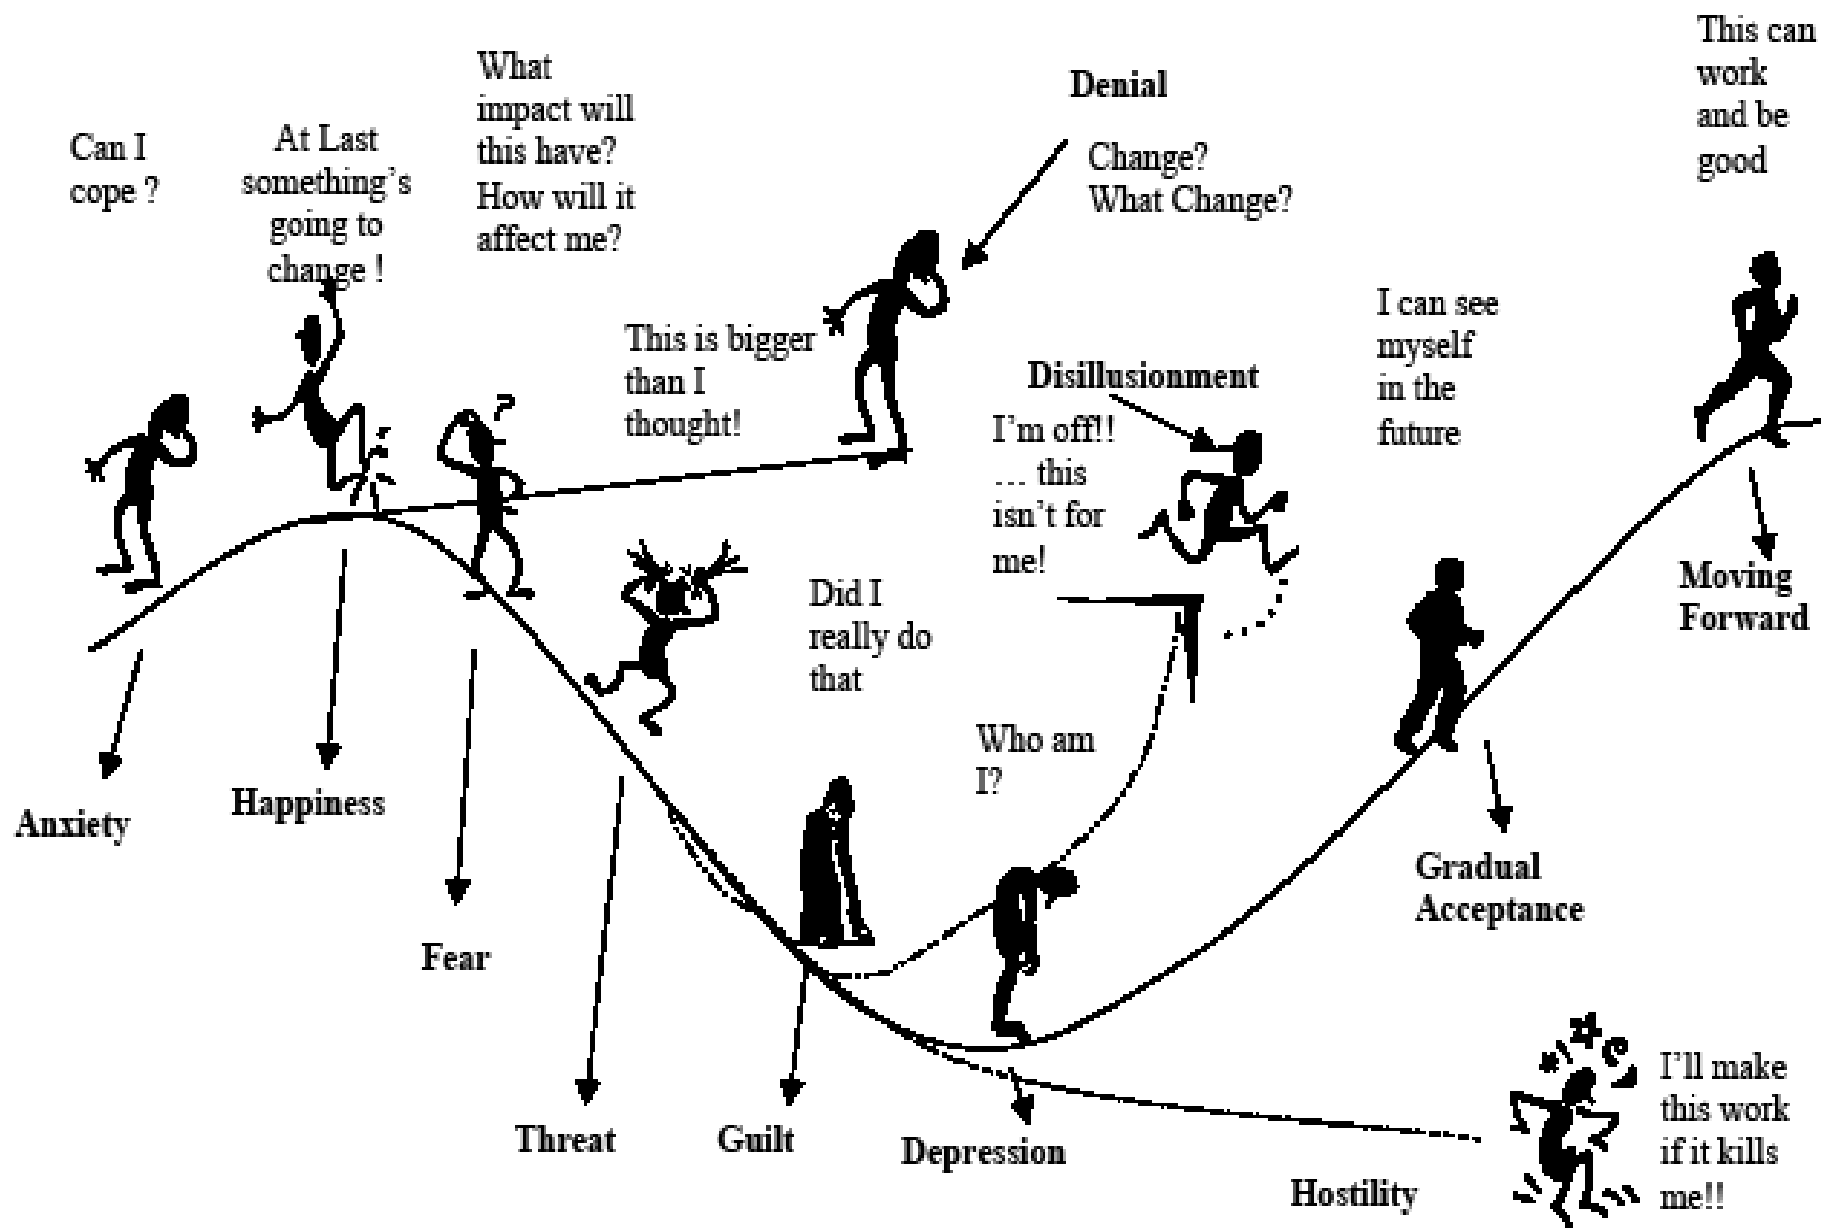 Can I
cope ?
At Last
something's
going to
change !
What
impact will
this have?
How will it
affect me?
This is bigger
than I
thought!
Denial
Change?
What Change?
Disillusionment
I'm off!!
... this
isn't for
me!
I can see
myself
in the
future
This can
work
and be
good
?
Did I
really do
that
Who am
I?
Moving
Forward
Anxiety
Happiness
Fear
Threat
Guilt
Depression
Gradual
Acceptance
Hostility
I'll make
this work
if it kills
me!!